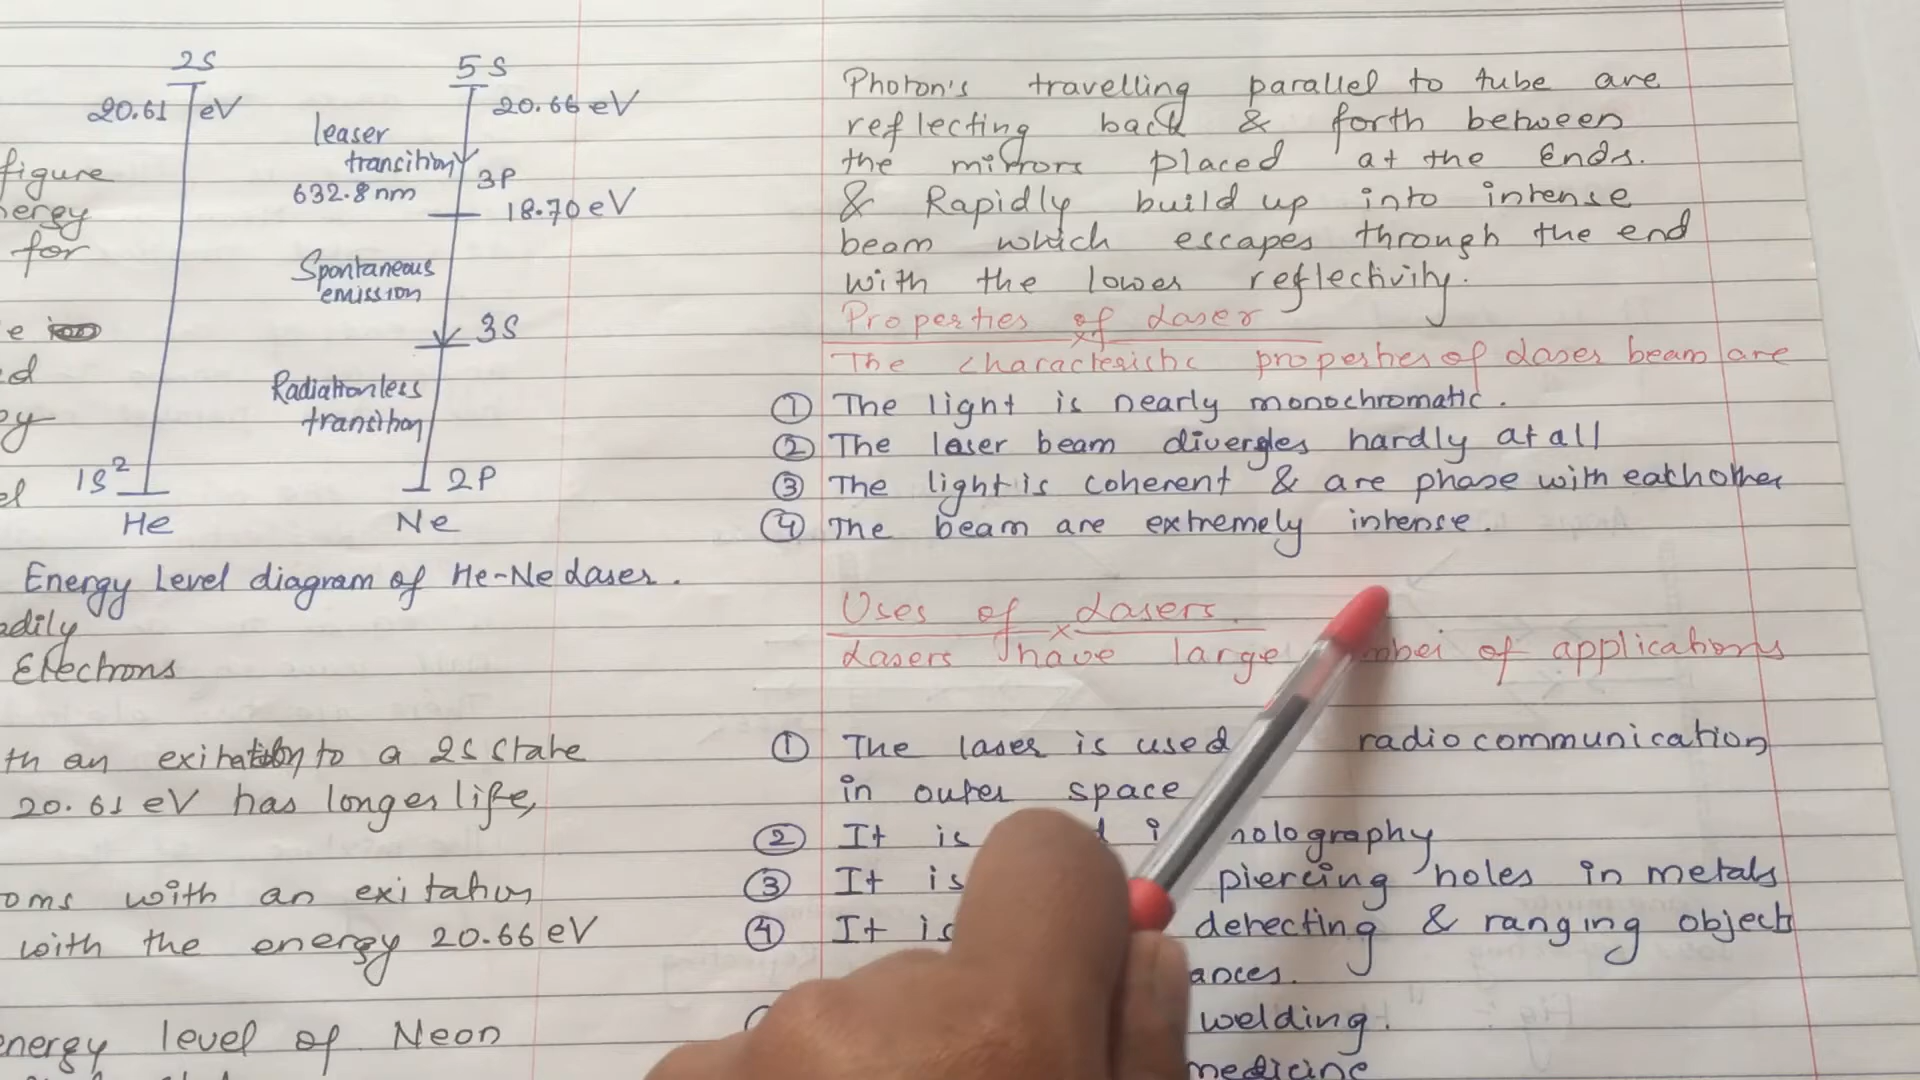 2S
20.61 eV
1S²
He
5S
20.66 eV
leaser
transition
632.8 nm
3P
18.70 eV
Spontaneous
emission
3S
Radiationless
transition
2P
Ne
Energy Level diagram of He-Ne Laser.
figure
for
adily
Electrons
th an to a 2S State
20.61 eV has longer life,
oms with an exitation
with the energy 20.66 eV
energy level of Neon
Photon's travelling parallel to tube are
reflecting back & forth between
the mirrors placed at the Ends.
& Rapidly build up into intense
beam which escapes through the end
with the lower reflectivity.
Properties of Laser
The characteristic properties of Laser beam are
① The light is nearly monochromatic.
② The laser beam diverges hardly at all
③ The light is coherent & are phase with eachother
④ The beam are extremely intense.
Uses of Lasers.
Lasers have large of applications
① The laser is used radio communication
in outer space
② It is holography
③ It is piercing holes in metals
④ It is detecting & ranging objects
ances.
welding.
medicine